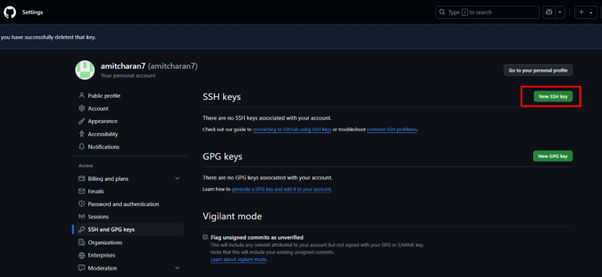 Settings
Type / to search
you have successfully deleted that key.
amitcharan7 (amitcharan7)
Your personal account
Go to your personal profile
Public profile
Account
Appearance
Accessibility
Notifications
Access
Billing and plans
Emails
Password and authentication
Sessions
SSH and GPG keys
Organizations
Enterprises
Moderation
SSH keys
New SSH key
There are no SSH keys associated with your account.
Check out our guide to connecting to GitHub using SSH keys or troubleshoot common SSH problems.
GPG keys
New GPG key
There are no GPG keys associated with your account.
Learn how to generate a GPG key and add it to your account.
Vigilant mode
Flag unsigned commits as unverified
This will include any commit attributed to your account but not signed with your GPG or S/MIME key.
Note that this will include your existing unsigned commits.
Learn about vigilant mode.